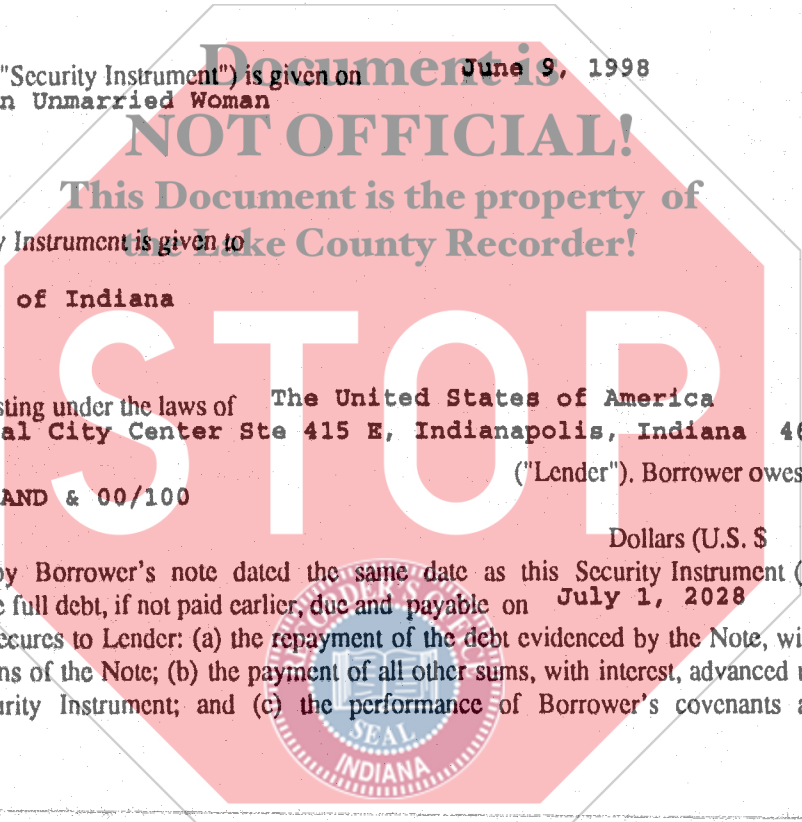 Document is
"Security Instrument") is given on June 9, 1998
n Unmarried Woman
NOT OFFICIAL!
This Document is the property of
y Instrument is given to
the Lake County Recorder!
of Indiana
STOP
sting under the laws of The United States of America
al City Center Ste 415 E, Indianapolis, Indiana 46
("Lender"). Borrower owes
AND & 00/100
Dollars (U.S. $
by Borrower's note dated the same date as this Security Instrument (
e full debt, if not paid earlier, due and payable on July 1, 2028
ecures to Lender: (a) the repayment of the debt evidenced by the Note, wi
ns of the Note; (b) the payment of all other sums, with interest, advanced u
urity Instrument; and (c) the performance of Borrower's covenants a
RECORDER'S OFFICE
SEAL
INDIANA